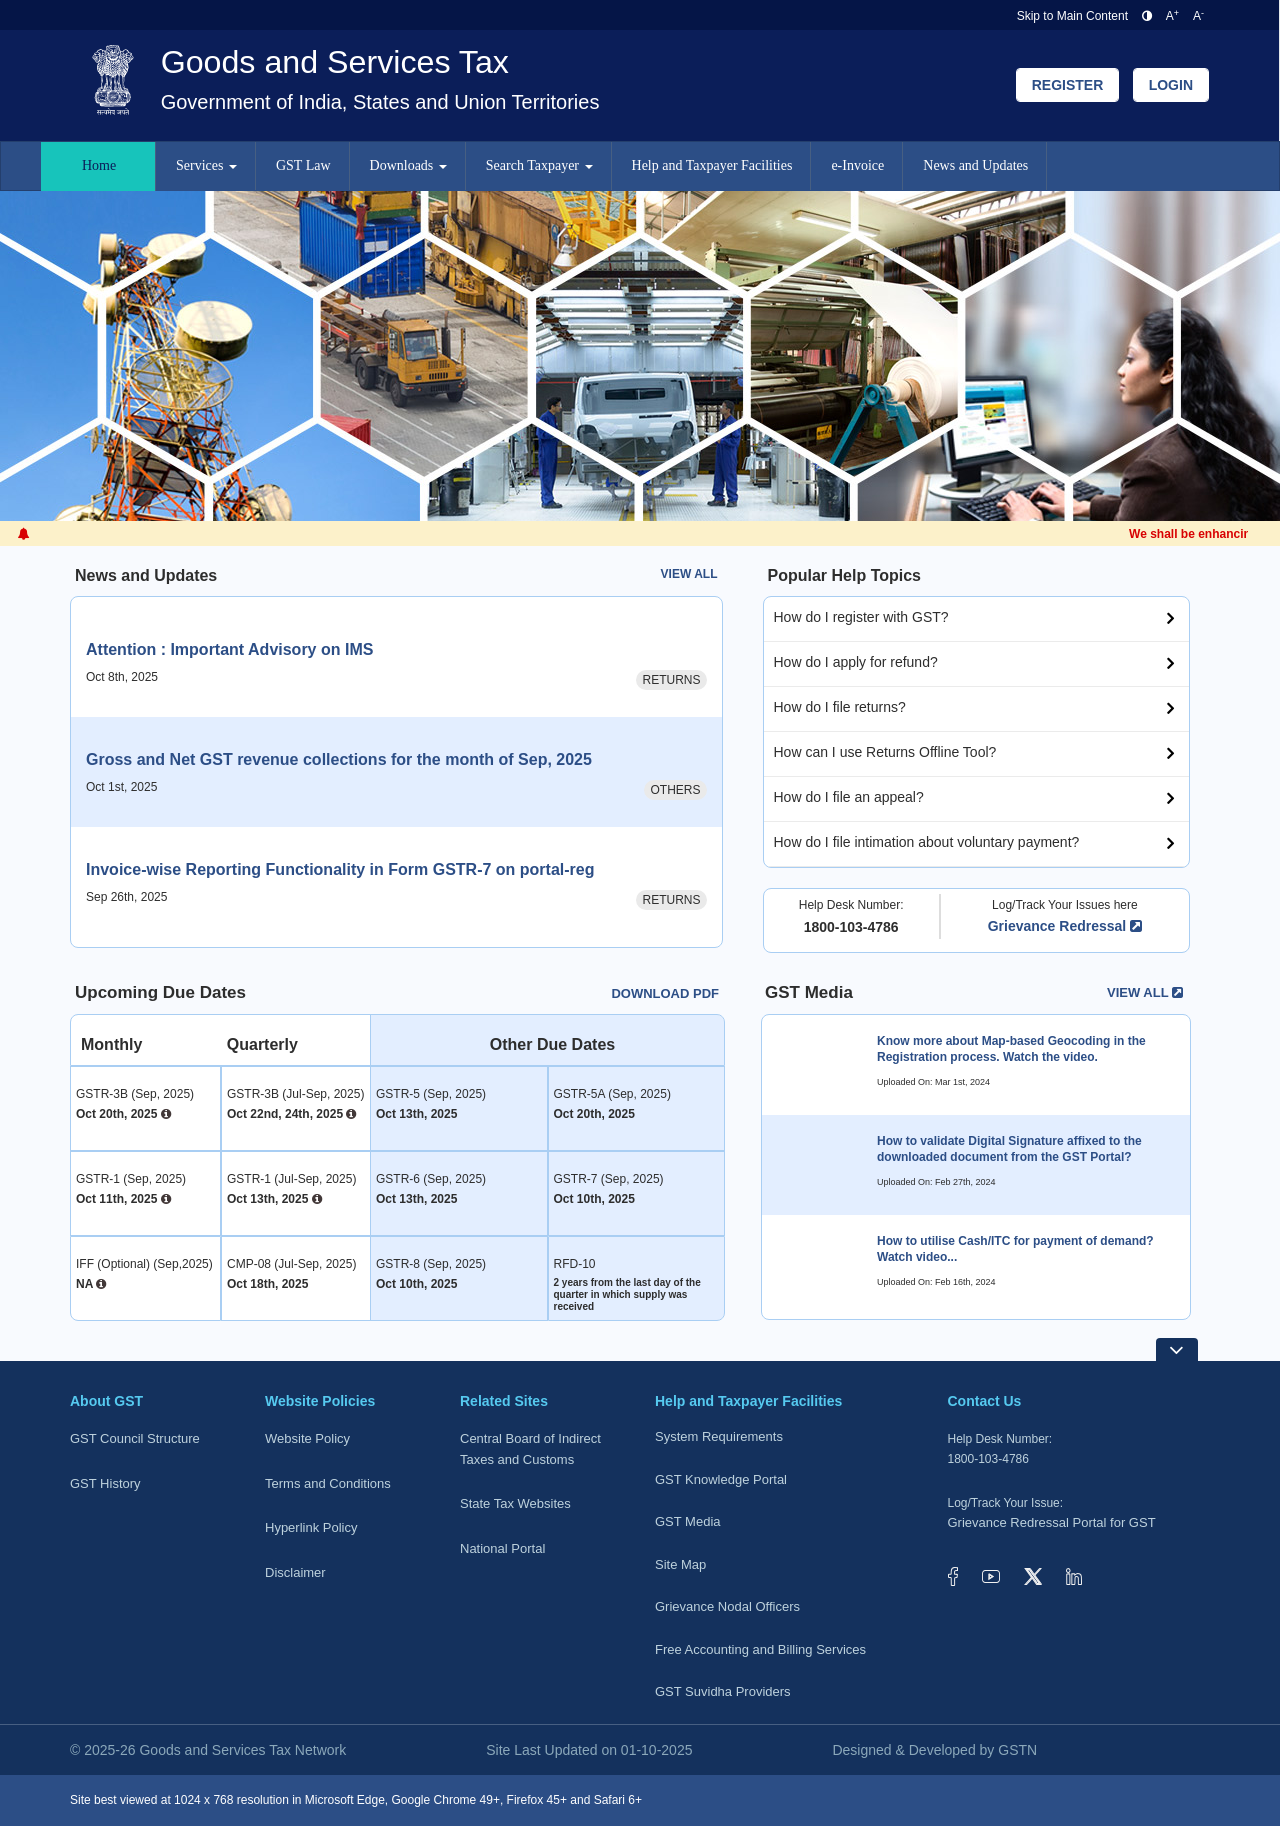 Skip to Main Content A+ A-
Goods and Services Tax
Government of India, States and Union Territories
सत्यमेव जयते
REGISTER LOGIN
Home Services GST Law Downloads Search Taxpayer Help and Taxpayer Facilities e-Invoice News and Updates
We shall be enhancir
News and Updates VIEW ALL
Attention : Important Advisory on IMS
Oct 8th, 2025
RETURNS
Gross and Net GST revenue collections for the month of Sep, 2025
Oct 1st, 2025
OTHERS
Invoice-wise Reporting Functionality in Form GSTR-7 on portal-reg
Sep 26th, 2025
RETURNS
Popular Help Topics
How do I register with GST?
How do I apply for refund?
How do I file returns?
How can I use Returns Offline Tool?
How do I file an appeal?
How do I file intimation about voluntary payment?
Help Desk Number:
1800-103-4786
Log/Track Your Issues here
Grievance Redressal
Upcoming Due Dates DOWNLOAD PDF
Monthly Quarterly Other Due Dates
GSTR-3B (Sep, 2025) GSTR-3B (Jul-Sep, 2025) GSTR-5 (Sep, 2025) GSTR-5A (Sep, 2025)
Oct 20th, 2025 Oct 22nd, 24th, 2025 Oct 13th, 2025 Oct 20th, 2025
GSTR-1 (Sep, 2025) GSTR-1 (Jul-Sep, 2025) GSTR-6 (Sep, 2025) GSTR-7 (Sep, 2025)
Oct 11th, 2025 Oct 13th, 2025 Oct 13th, 2025 Oct 10th, 2025
IFF (Optional) (Sep,2025) CMP-08 (Jul-Sep, 2025) GSTR-8 (Sep, 2025) RFD-10
NA Oct 18th, 2025 Oct 10th, 2025 2 years from the last day of the
quarter in which supply was
received
GST Media VIEW ALL
Know more about Map-based Geocoding in the
Registration process. Watch the video.
Uploaded On: Mar 1st, 2024
How to validate Digital Signature affixed to the
downloaded document from the GST Portal?
Uploaded On: Feb 27th, 2024
How to utilise Cash/ITC for payment of demand?
Watch video...
Uploaded On: Feb 16th, 2024
About GST
GST Council Structure
GST History
Website Policies
Website Policy
Terms and Conditions
Hyperlink Policy
Disclaimer
Related Sites
Central Board of Indirect
Taxes and Customs
State Tax Websites
National Portal
Help and Taxpayer Facilities
System Requirements
GST Knowledge Portal
GST Media
Site Map
Grievance Nodal Officers
Free Accounting and Billing Services
GST Suvidha Providers
Contact Us
Help Desk Number:
1800-103-4786
Log/Track Your Issue:
Grievance Redressal Portal for GST
© 2025-26 Goods and Services Tax Network Site Last Updated on 01-10-2025 Designed & Developed by GSTN
Site best viewed at 1024 x 768 resolution in Microsoft Edge, Google Chrome 49+, Firefox 45+ and Safari 6+